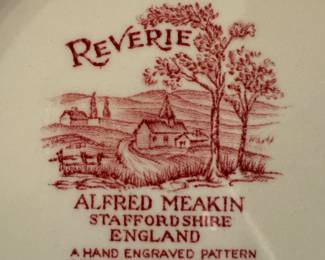 REVERIE
ALFRED MEAKIN
STAFFORDSHIRE
ENGLAND
A HAND ENGRAVED PATTERN